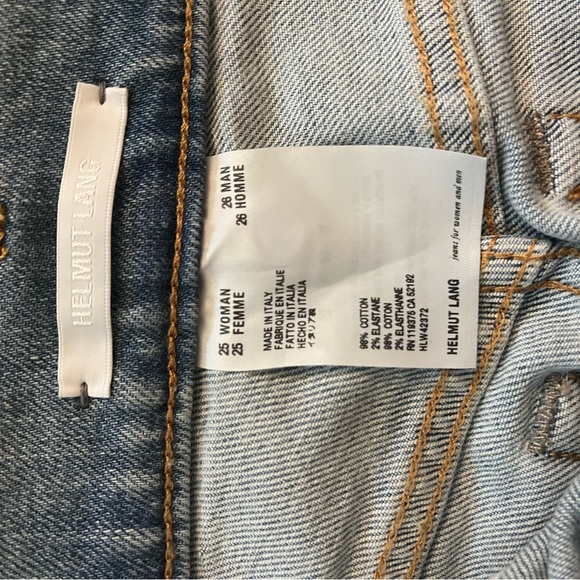 HELMUT LANG
25 WOMAN 26 MAN
25 FEMME 26 HOMME
MADE IN ITALY
FABRIQUE EN ITALIE
FATTO IN ITALIA
HECHO EN ITALIA
イタリア製
98% COTTON
2% ELASTANE
98% COTON
2% ELASTHANNE
RN 119375 CA 52192
HLW42372
HELMUT LANG jeans for women and men